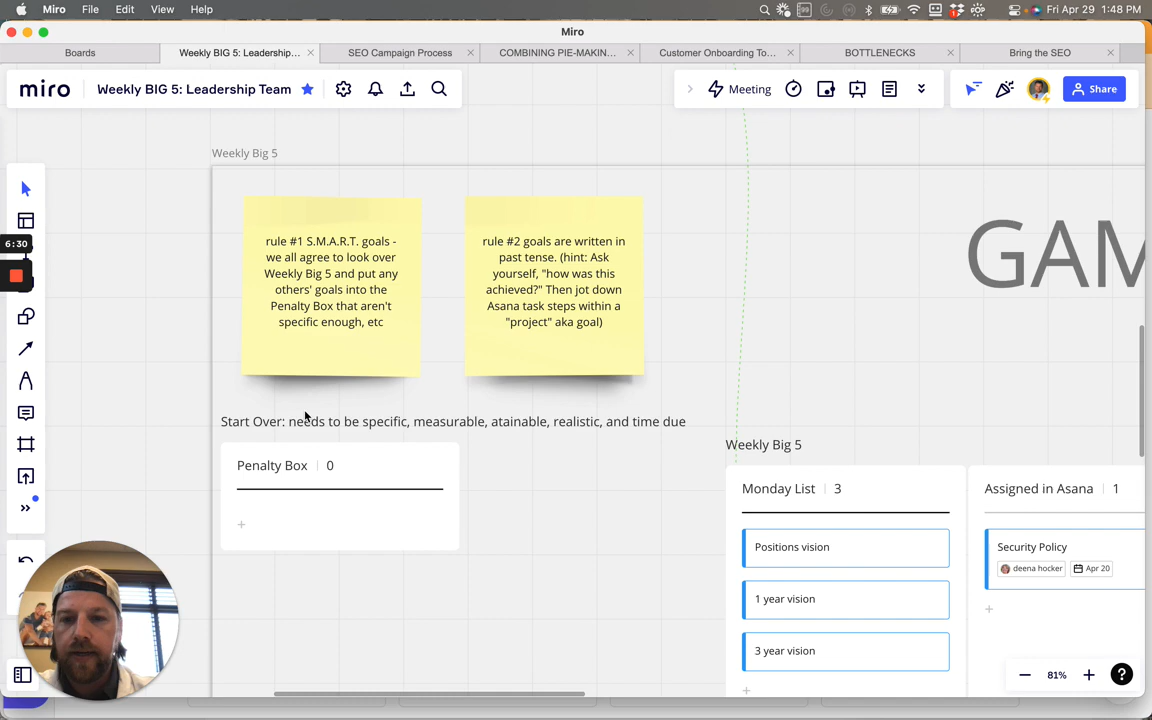 Miro File Edit View Help Fri Apr 29 1:48 PM
Miro
Boards Weekly BIG 5: Leadership... SEO Campaign Process COMBINING PIE-MAKIN... Customer Onboarding To... BOTTLENECKS Bring the SEO
miro Weekly BIG 5: Leadership Team Meeting Share
Weekly Big 5
6:30
rule #1 S.M.A.R.T. goals -
we all agree to look over
Weekly Big 5 and put any
others' goals into the
Penalty Box that aren't
specific enough, etc
rule #2 goals are written in
past tense. (hint: Ask
yourself, "how was this
achieved?" Then jot down
Asana task steps within a
"project" aka goal)
GAM
Start Over: needs to be specific, measurable, atainable, realistic, and time due
Penalty Box 0
Weekly Big 5
Monday List 3
Positions vision
1 year vision
3 year vision
Assigned in Asana 1
Security Policy
deena hocker Apr 20
81%